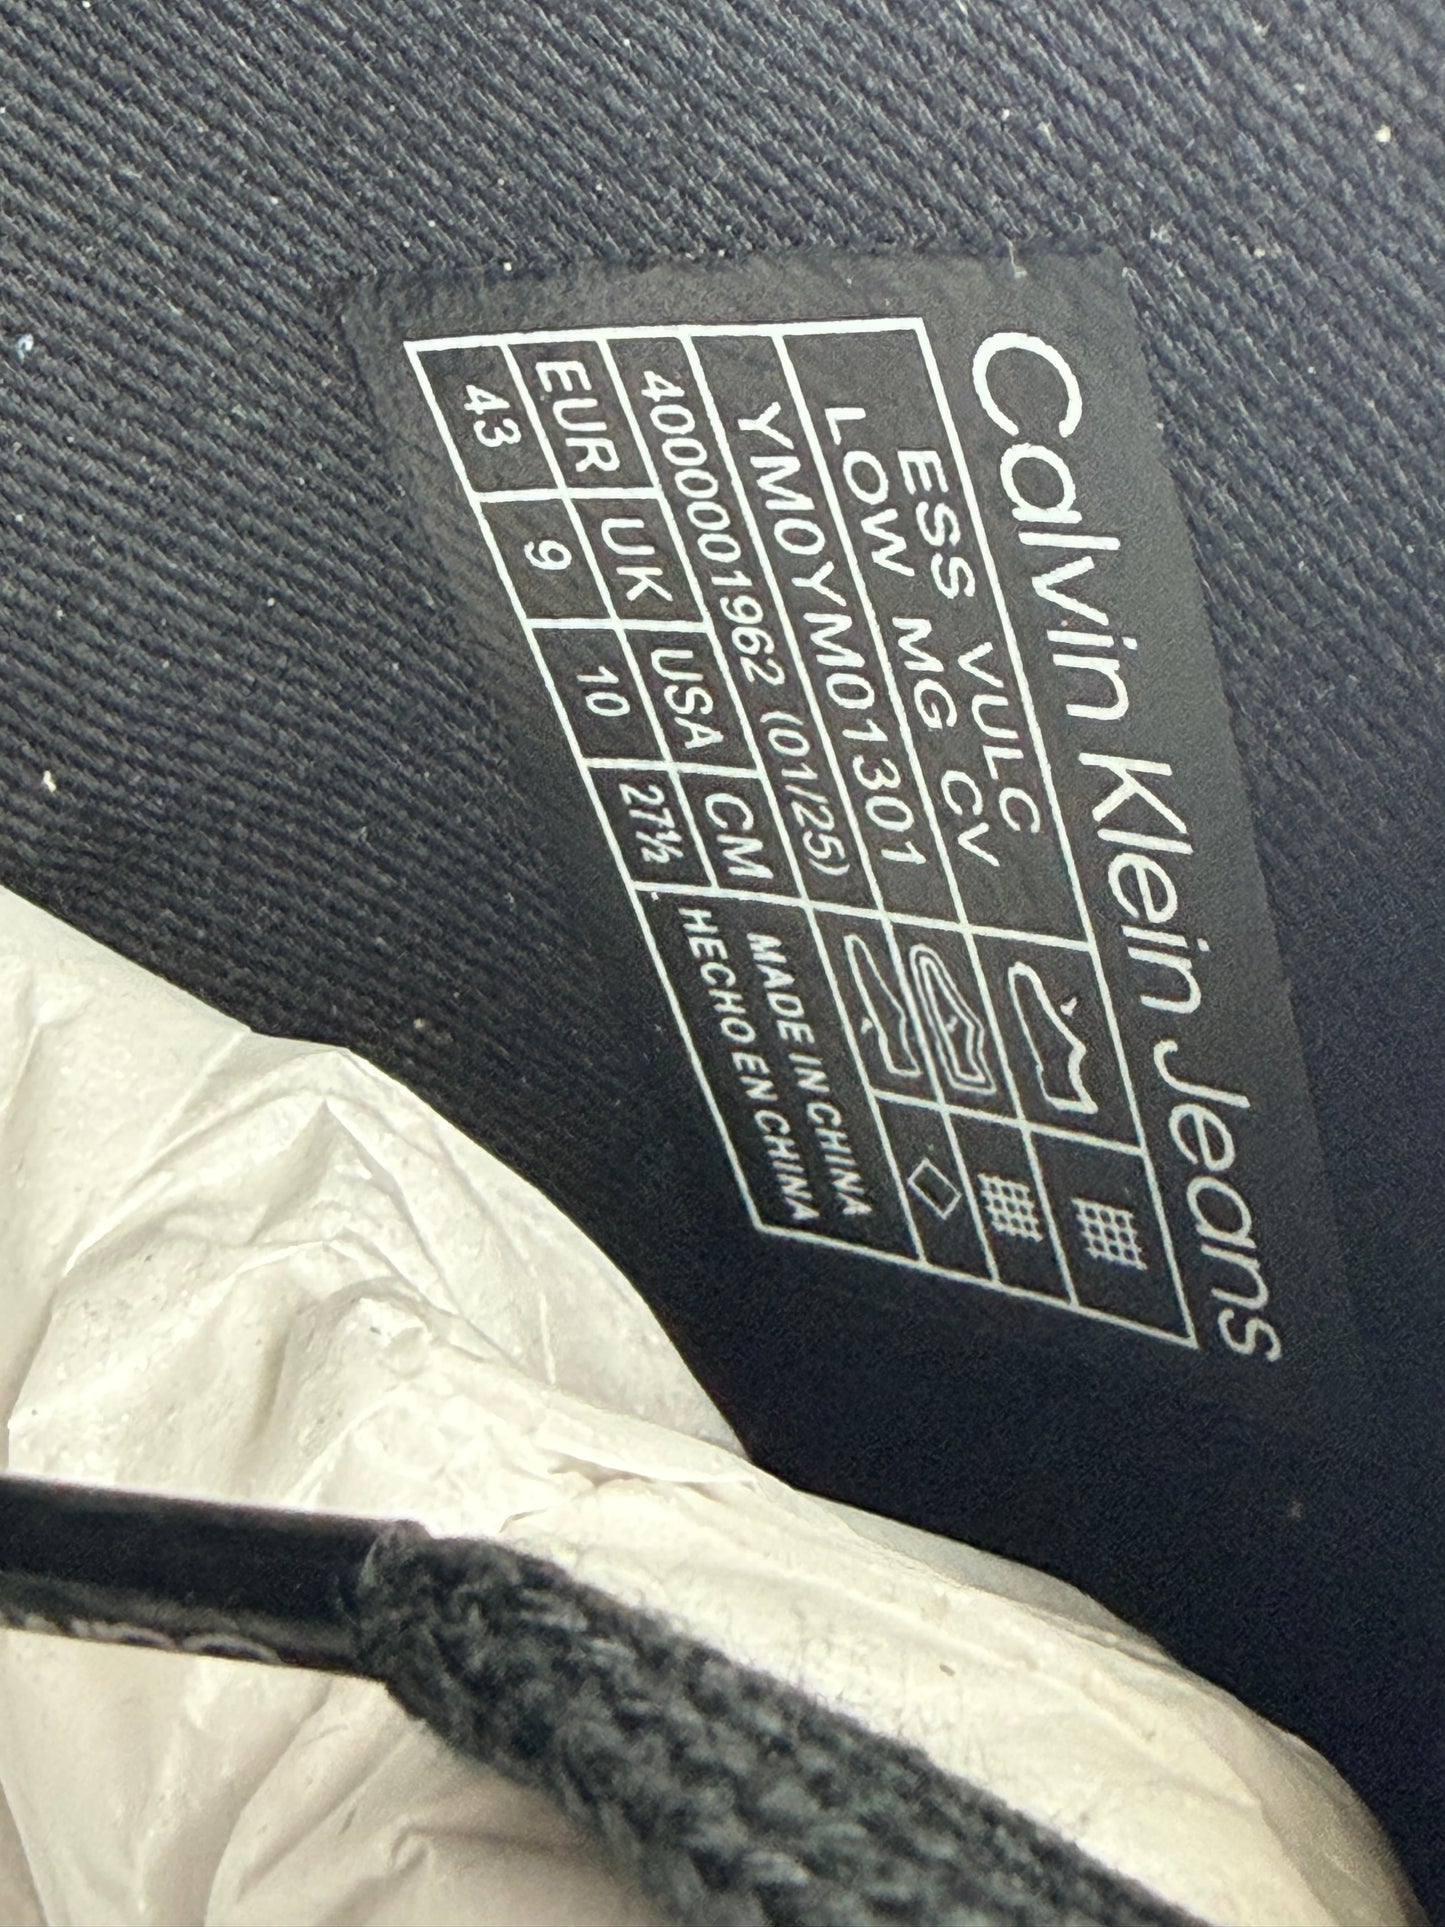 Calvin Klein Jeans
ESS VULC
LOW MG CV
YM0YM01301
4000001962 (01/25)
EUR UK USA CM
43 9 10 27½
MADE IN CHINA
HECHO EN CHINA